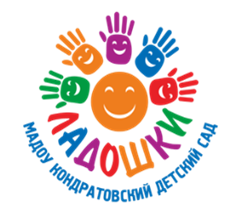 ЛАДОШКИ
МАДОУ КОНДРАТОВСКИЙ ДЕТСКИЙ САД